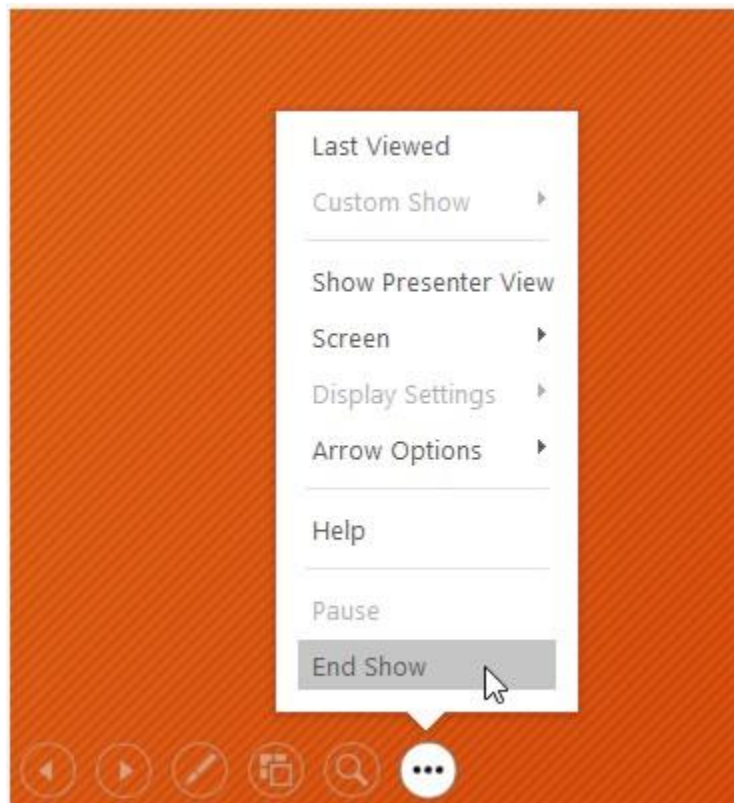 Last Viewed
Custom Show
Show Presenter View
Screen
Display Settings
Arrow Options
Help
Pause
End Show